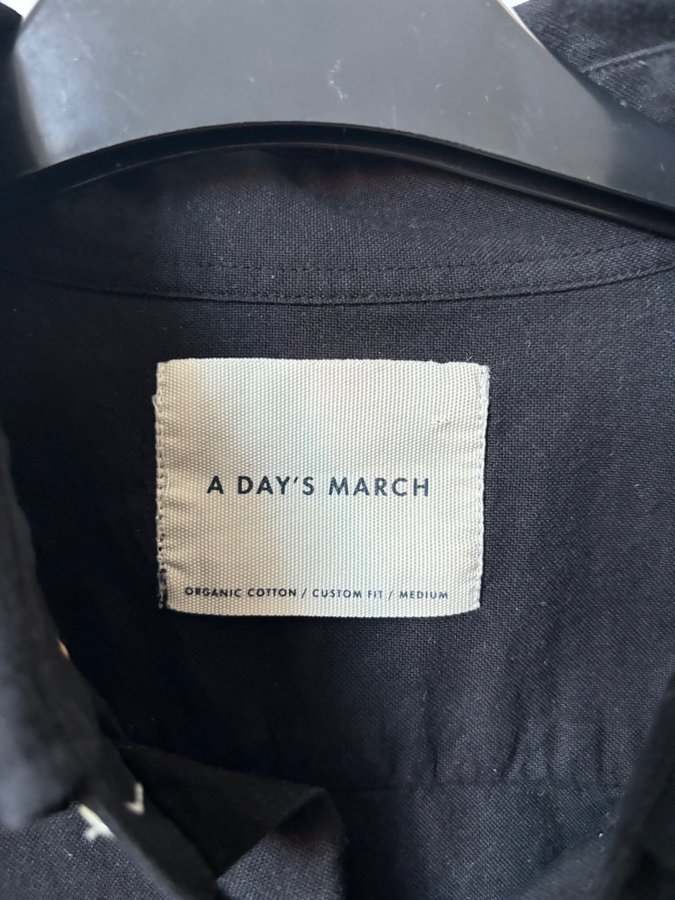 A DAY'S MARCH
ORGANIC COTTON / CUSTOM FIT / MEDIUM